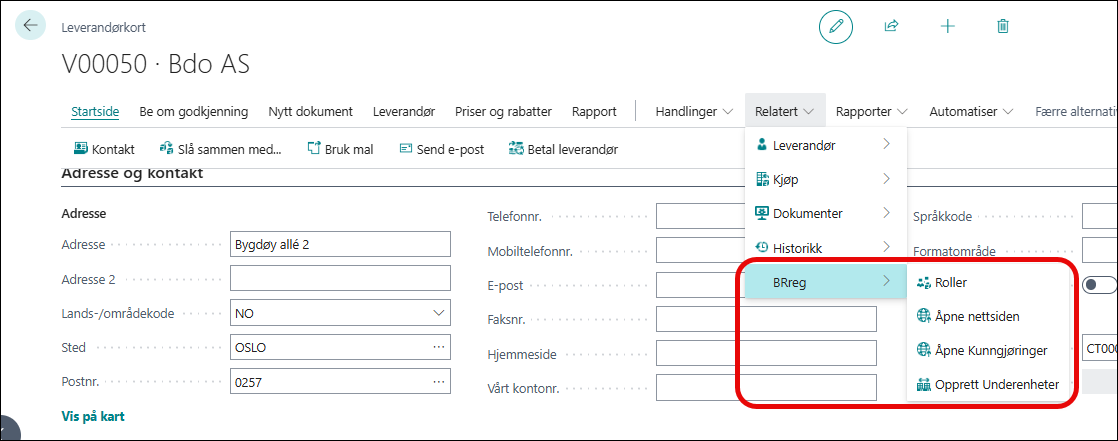 Leverandørkort
V00050 · Bdo AS
Startside Be om godkjenning Nytt dokument Leverandør Priser og rabatter Rapport Handlinger Relatert Rapporter Automatiser Færre alternativ
Kontakt Slå sammen med... Bruk mal Send e-post Betal leverandør
Adresse og kontakt
Adresse
Adresse Bygdøy allé 2
Adresse 2
Lands-/områdekode NO
Sted OSLO
Postnr. 0257
Vis på kart
Telefonnr.
Mobiltelefonnr.
E-post
Faksnr.
Hjemmeside
Vårt kontonr.
Leverandør
Kjøp
Dokumenter
Historikk
BRreg
Roller
Åpne nettsiden
Åpne Kunngjøringer
Opprett Underenheter
Språkkode
Formatområde
CT000